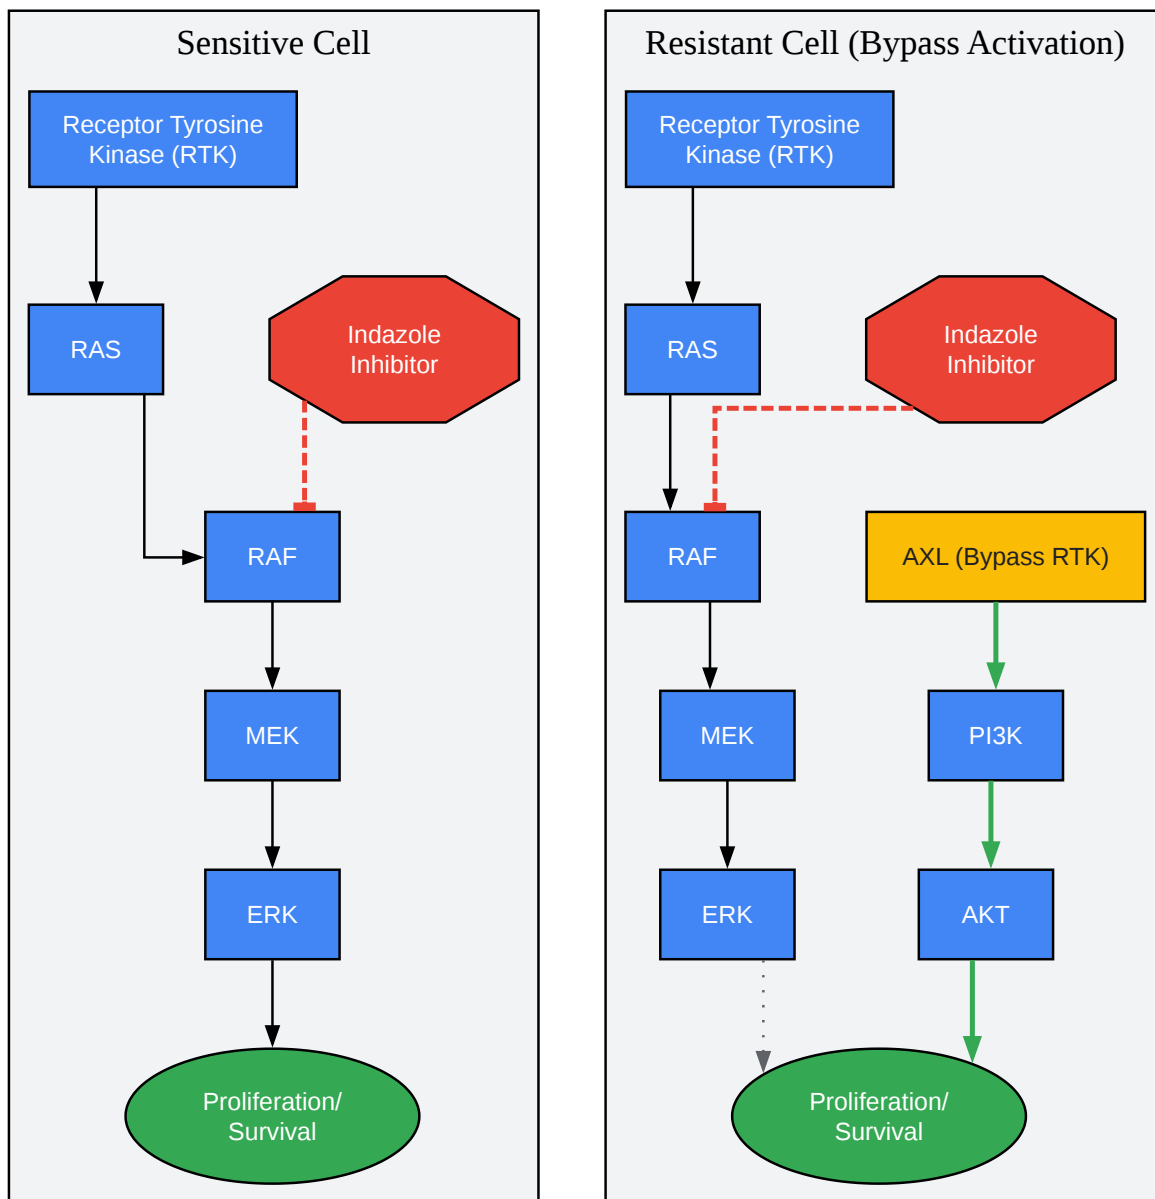 Sensitive Cell
Receptor Tyrosine
Kinase (RTK)
RAS
Indazole
Inhibitor
RAF
MEK
ERK
Proliferation/
Survival
Resistant Cell (Bypass Activation)
Receptor Tyrosine
Kinase (RTK)
RAS
Indazole
Inhibitor
RAF
AXL (Bypass RTK)
MEK
PI3K
ERK
AKT
Proliferation/
Survival